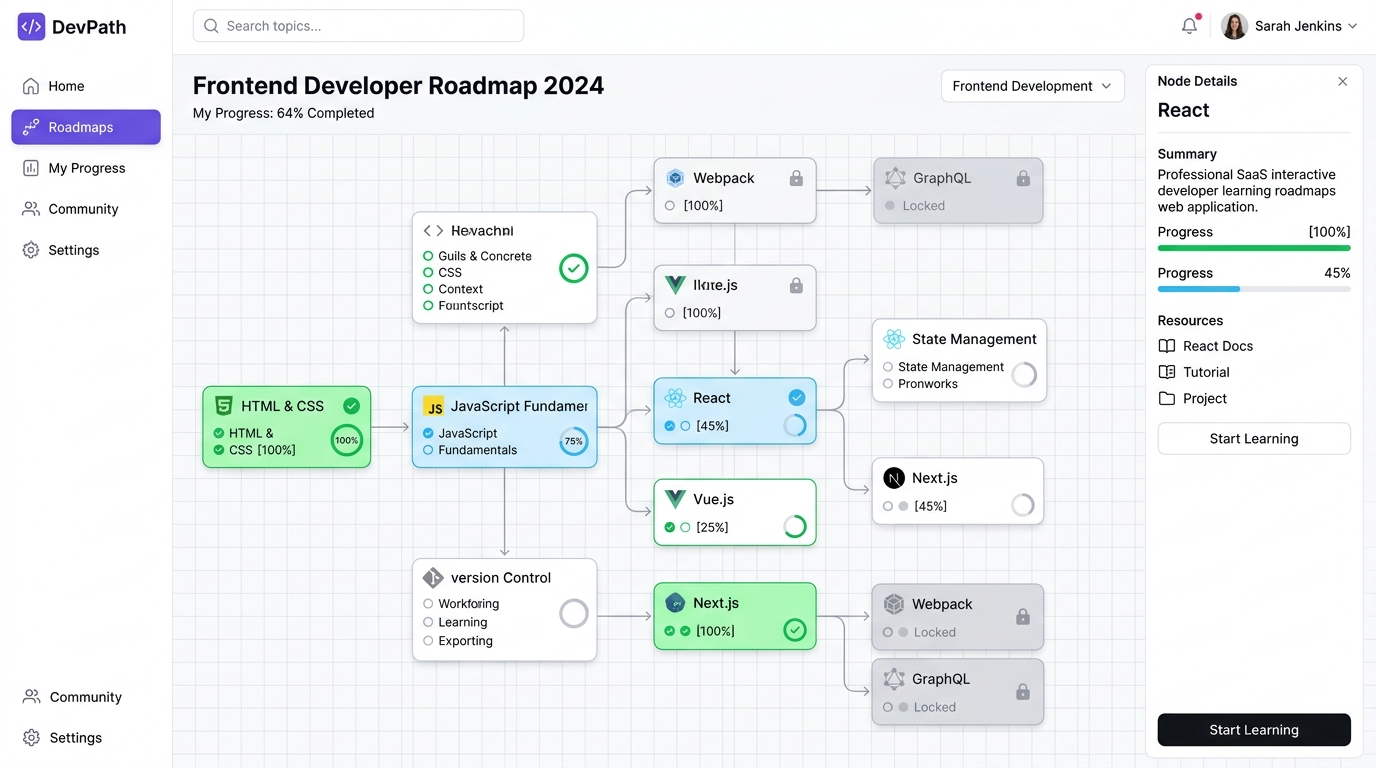 DevPath
Search topics...
Sarah Jenkins
Home
Roadmaps
My Progress
Community
Settings
Community
Settings
Frontend Developer Roadmap 2024
My Progress: 64% Completed
Frontend Development
HTML & CSS
HTML &
CSS [100%]
100%
Guils & Concrete
CSS
Context
JS
JavaScript Fundamer
JavaScript
Fundamentals
75%
version Control
Learning
Exporting
Webpack
[100%]
[100%]
React
[45%]
Vue.js
[25%]
Next.js
[100%]
GraphQL
Locked
State Management
State Management
Pronworks
N
Next.js
[45%]
Webpack
Locked
GraphQL
Locked
Node Details
React
Summary
Professional SaaS interactive
developer learning roadmaps
web application.
Progress [100%]
Progress 45%
Resources
React Docs
Tutorial
Project
Start Learning
Start Learning